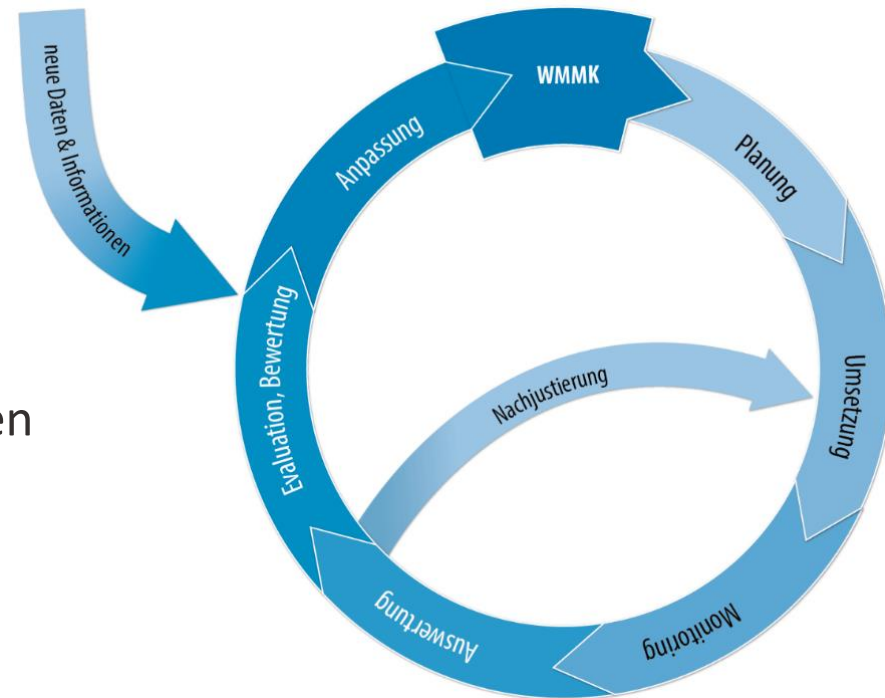 neue Daten & Informationen
WMMK
Planung
Umsetzung
Monitoring
Auswertung
Evaluation, Bewertung
Anpassung
Nachjustierung
en